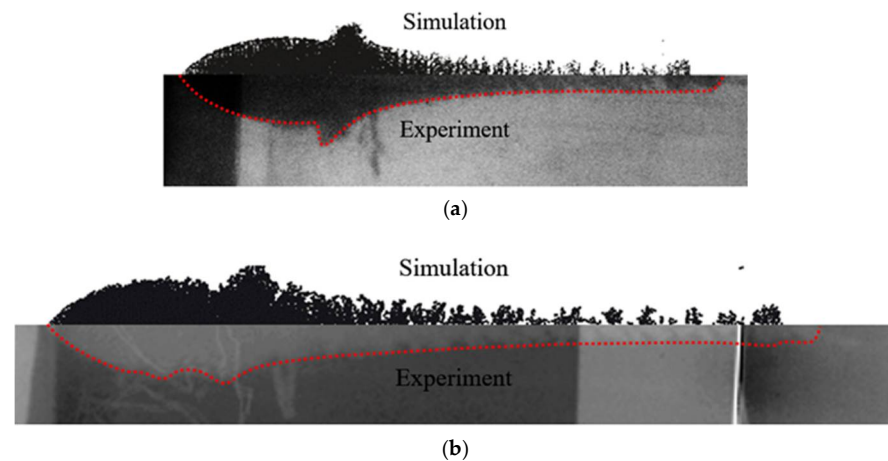 Simulation
Experiment
(a)
Simulation
Experiment
(b)